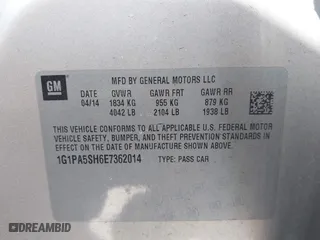 GM
MFD BY GENERAL MOTORS LLC
04/14 GVWR GAWR FRT GAWR RR
1834 KG 955 KG 879 KG
4042 LB 2104 LB 1938 LB
THIS VEHICLE CONFORMS TO ALL APPLICABLE U.S. FEDERAL MOTOR
VEHICLE SAFETY, BUMPER, AND THEFT PREVENTION STANDARDS IN
EFFECT ON THE DATE OF MANUFACTURE SHOWN ABOVE.
1G1PA5SH6E7362014 TYPE: PASS CAR
DREAMBID